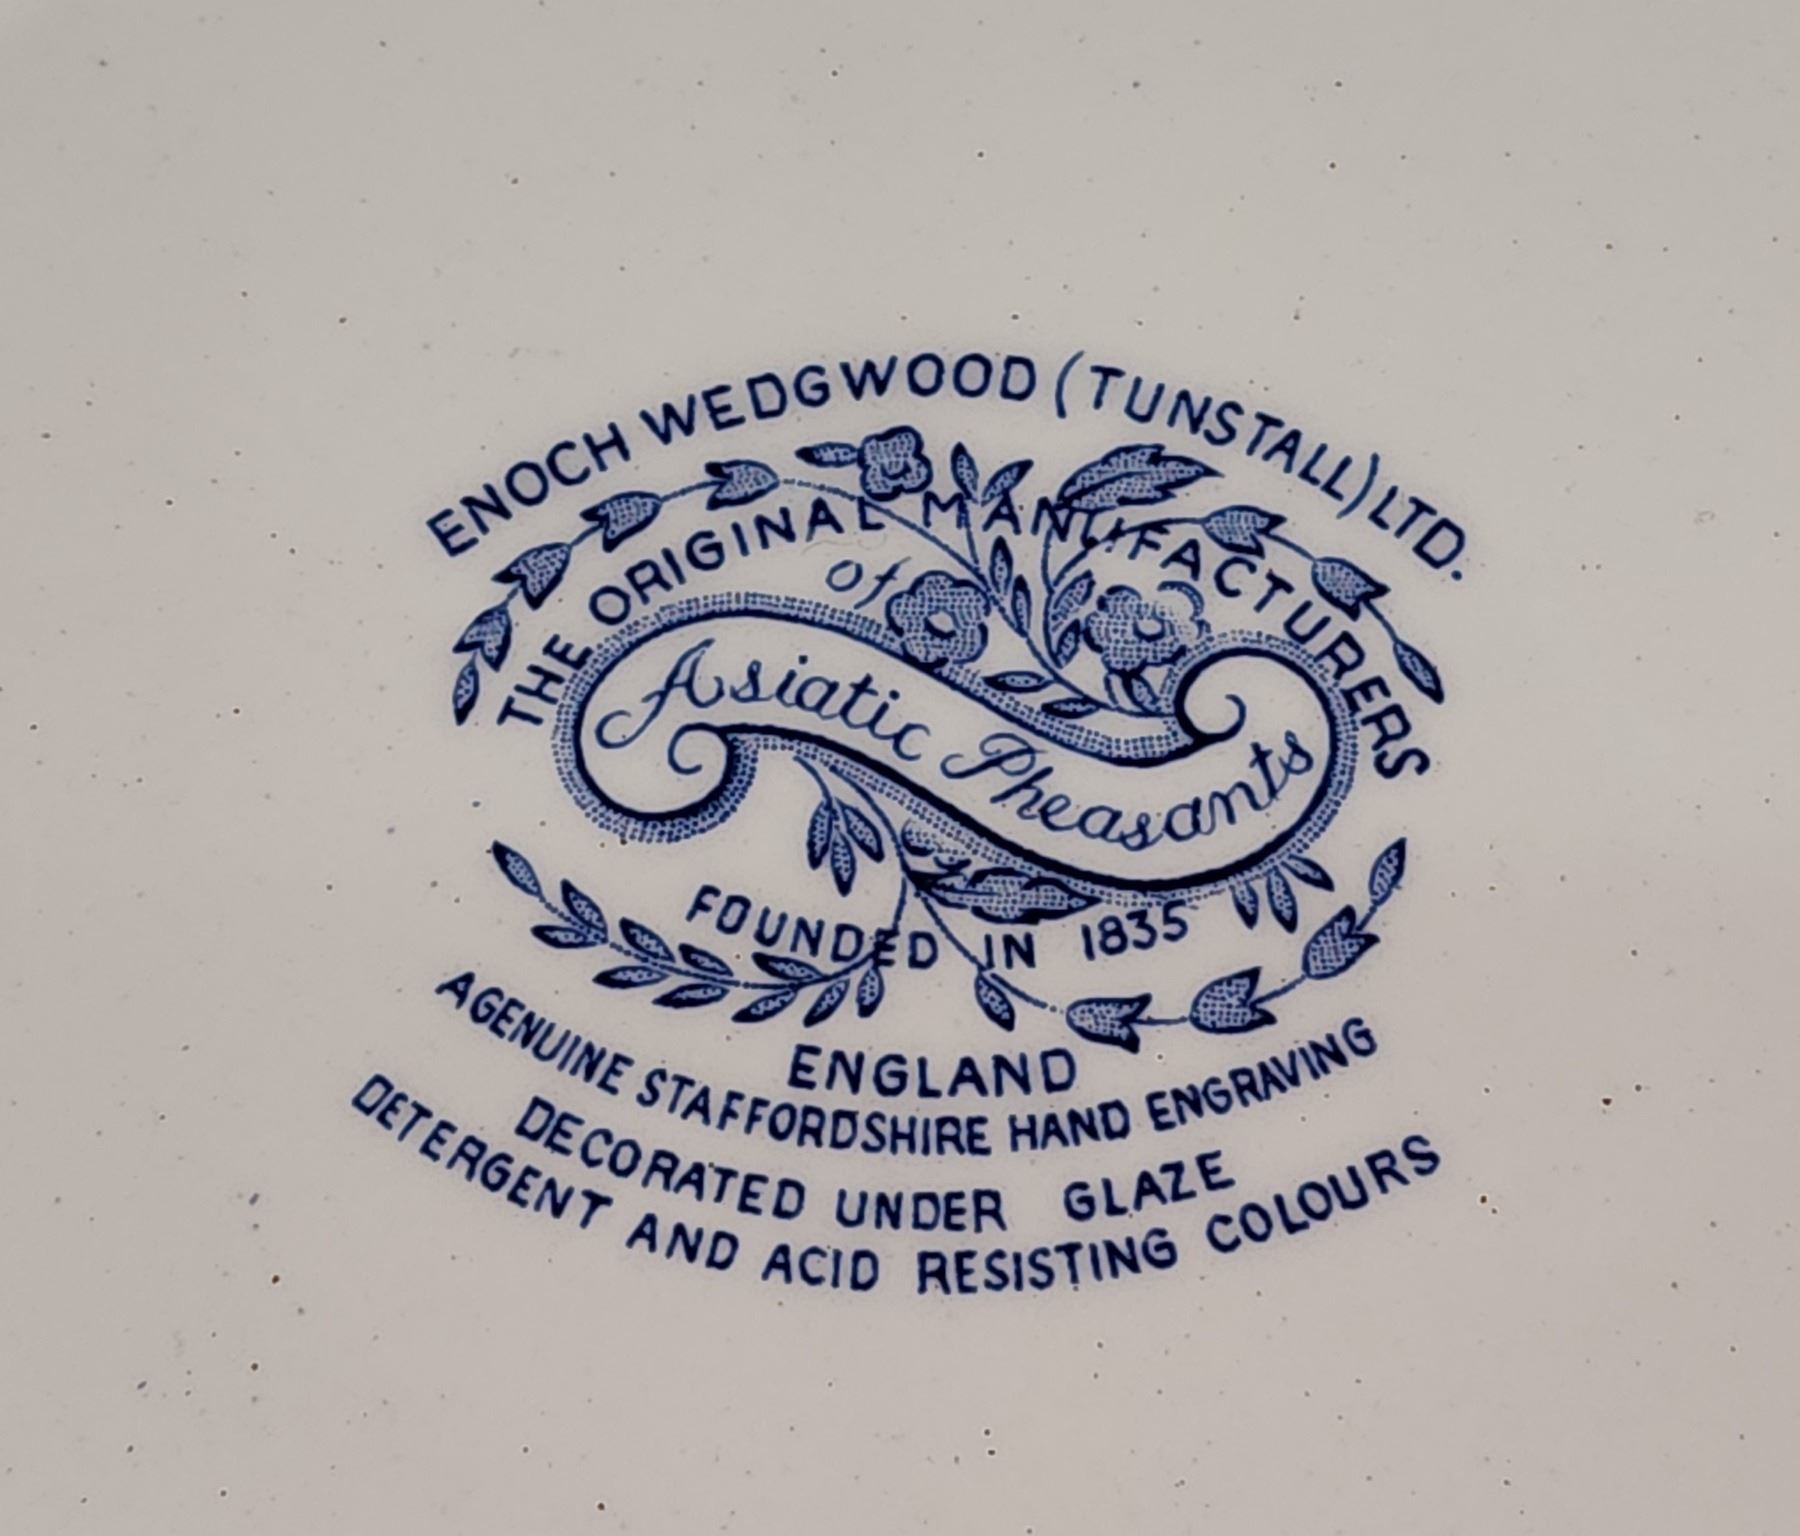 ENOCH WEDGWOOD (TUNSTALL) LTD.
THE ORIGINAL MANUFACTURERS
of
Asiatic Pheasants
FOUNDED IN 1835
ENGLAND
A GENUINE STAFFORDSHIRE HAND ENGRAVING
DECORATED UNDER GLAZE
DETERGENT AND ACID RESISTING COLOURS